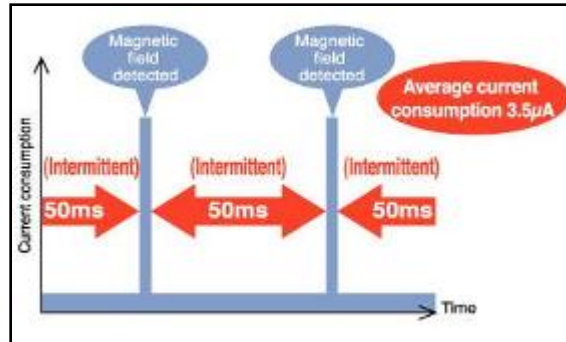 Magnetic
field
detected
Magnetic
field
detected
Average current
consumption 3.5µA
Current consumption
(Intermittent)
50ms
(Intermittent)
50ms
(Intermittent)
50ms
Time